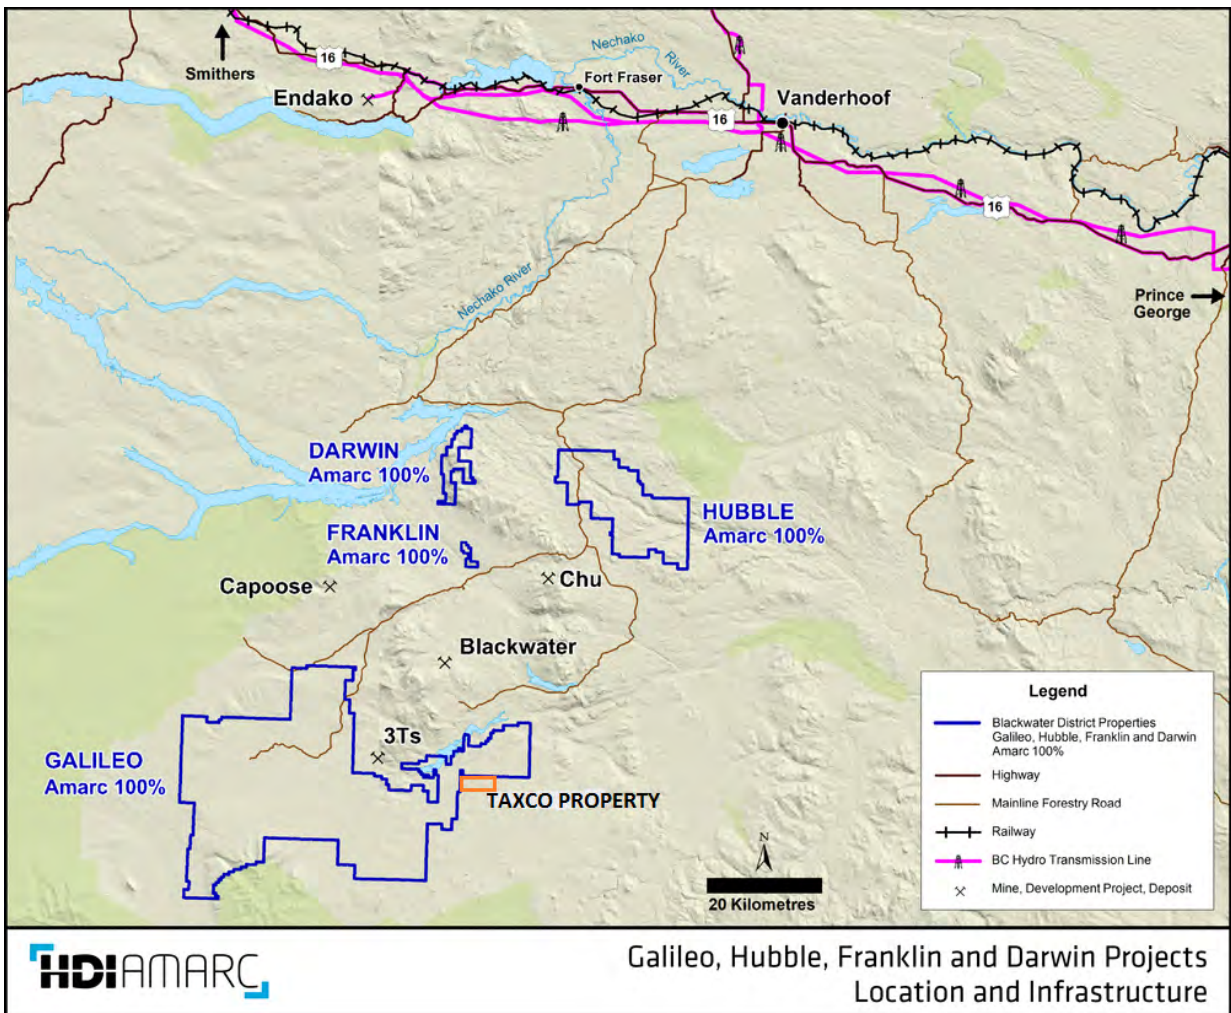 Smithers
16
Nechako
River
Fort Fraser
Endako
Vanderhoof
16
16
Nechako River
Prince
George
DARWIN
Amarc 100%
HUBBLE
Amarc 100%
FRANKLIN
Amarc 100%
Capoose
Chu
Blackwater
3Ts
GALILEO
Amarc 100%
TAXCO PROPERTY
N
20 Kilometres
Legend
Blackwater District Properties
Galileo, Hubble, Franklin and Darwin
Amarc 100%
Highway
Mainline Forestry Road
Railway
BC Hydro Transmission Line
Mine, Development Project, Deposit
HDI AMARC
Galileo, Hubble, Franklin and Darwin Projects
Location and Infrastructure